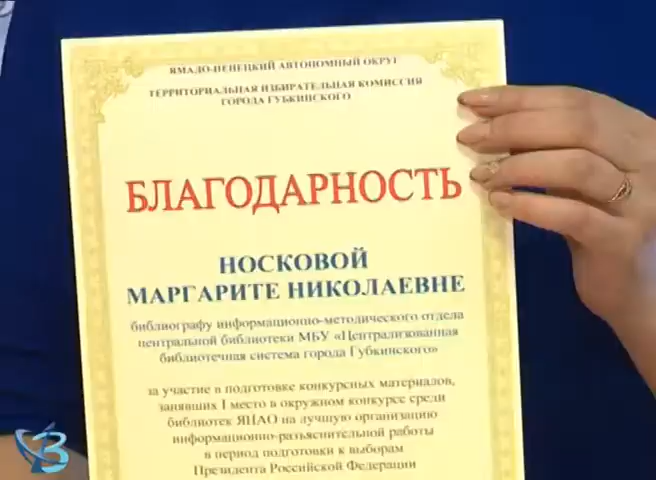 ЯМАЛО-НЕНЕЦКИЙ АВТОНОМНЫЙ ОКРУГ
ТЕРРИТОРИАЛЬНАЯ ИЗБИРАТЕЛЬНАЯ КОМИССИЯ
ГОРОДА ГУБКИНСКОГО
БЛАГОДАРНОСТЬ
НОСКОВОЙ
МАРГАРИТЕ НИКОЛАЕВНЕ
библиографу информационно-методического отдела
центральной библиотеки МБУ «Централизованная
библиотечная система города Губкинского»
за участие в подготовке конкурсных материалов,
занявших I место в окружном конкурсе среди
библиотек ЯНАО на лучшую организацию
информационно-разъяснительной работы
в период подготовки к выборам
Президента Российской Федерации